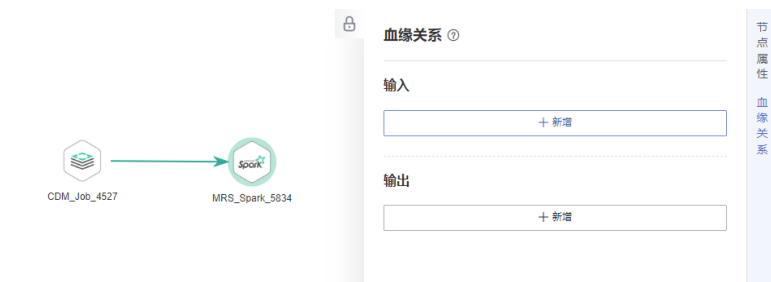 血缘关系 ?
输入
+ 新增
输出
+ 新增
CDM_Job_4527
Spark
MRS_Spark_5834
节点属性
血缘关系